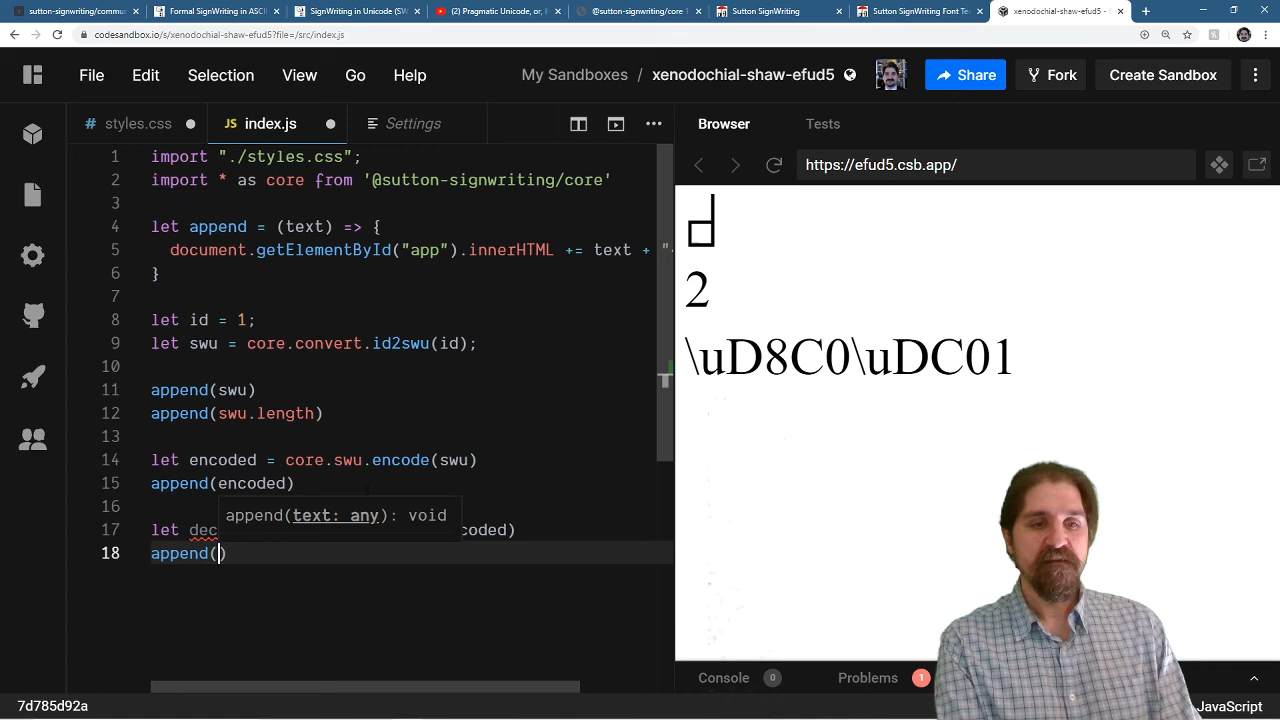 sutton-signwriting/commu
Formal SignWriting in ASCII
SignWriting in Unicode (SW
(2) Pragmatic Unicode, or,
@sutton-signwriting/core
Sutton SignWriting
Sutton SignWriting Font Te
xenodochial-shaw-efud5 -
codesandbox.io/s/xenodochial-shaw-efud5?file=/src/index.js
File Edit Selection View Go Help My Sandboxes / xenodochial-shaw-efud5 Share Fork Create Sandbox
# styles.css JS index.js Settings Browser Tests
https://efud5.csb.app/
1 import "./styles.css";
2 import * as core from '@sutton-signwriting/core'
3
4 let append = (text) => {
5 document.getElementById("app").innerHTML += text + "
6 }
7
8 let id = 1;
9 let swu = core.convert.id2swu(id);
10
11 append(swu)
12 append(swu.length)
13
14 let encoded = core.swu.encode(swu)
15 append(encoded)
16
append(text: any): void
17 let dec coded)
18 append()
2
\uD8C0\uDC01
Console 0 Problems 1
7d785d92a JavaScript